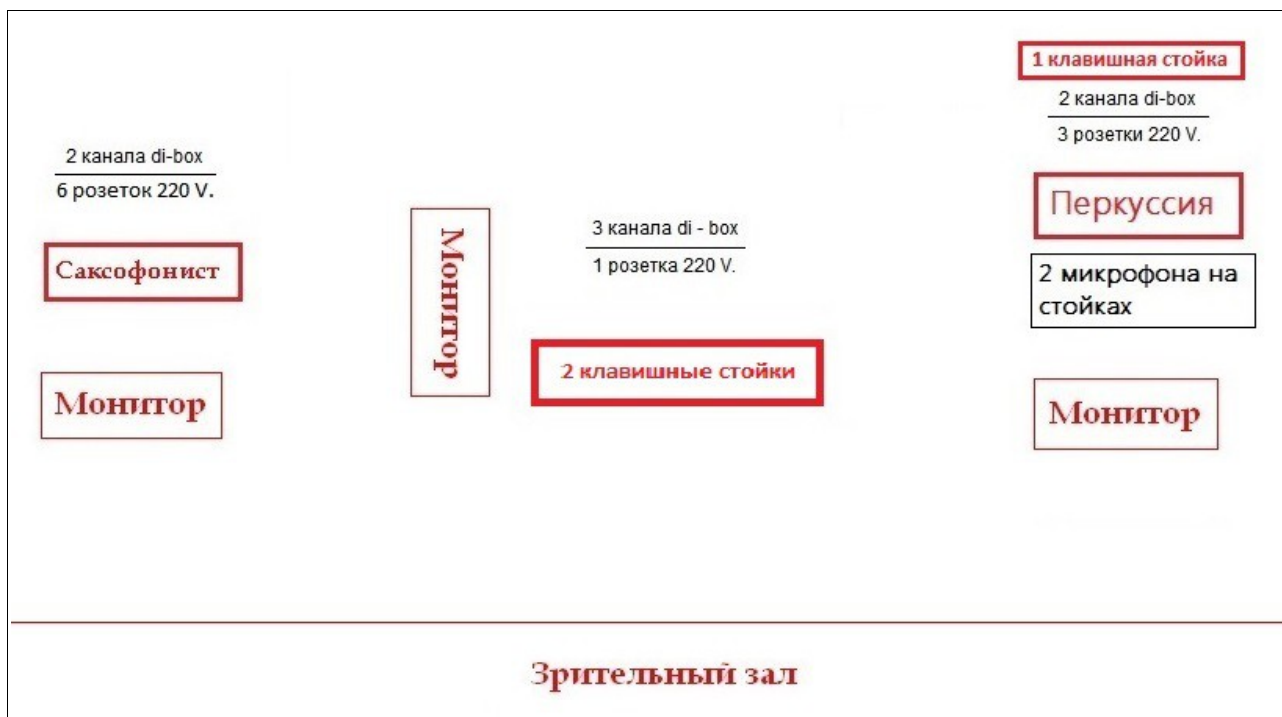 1 клавишная стойка
2 канала di-box
3 розетки 220 V.
2 канала di-box
6 розеток 220 V.
Перкуссия
Монитор
3 канала di - box
1 розетка 220 V.
Саксофонист
2 микрофона на
стойках
2 клавишные стойки
Монитор
Монитор
Зрительный зал